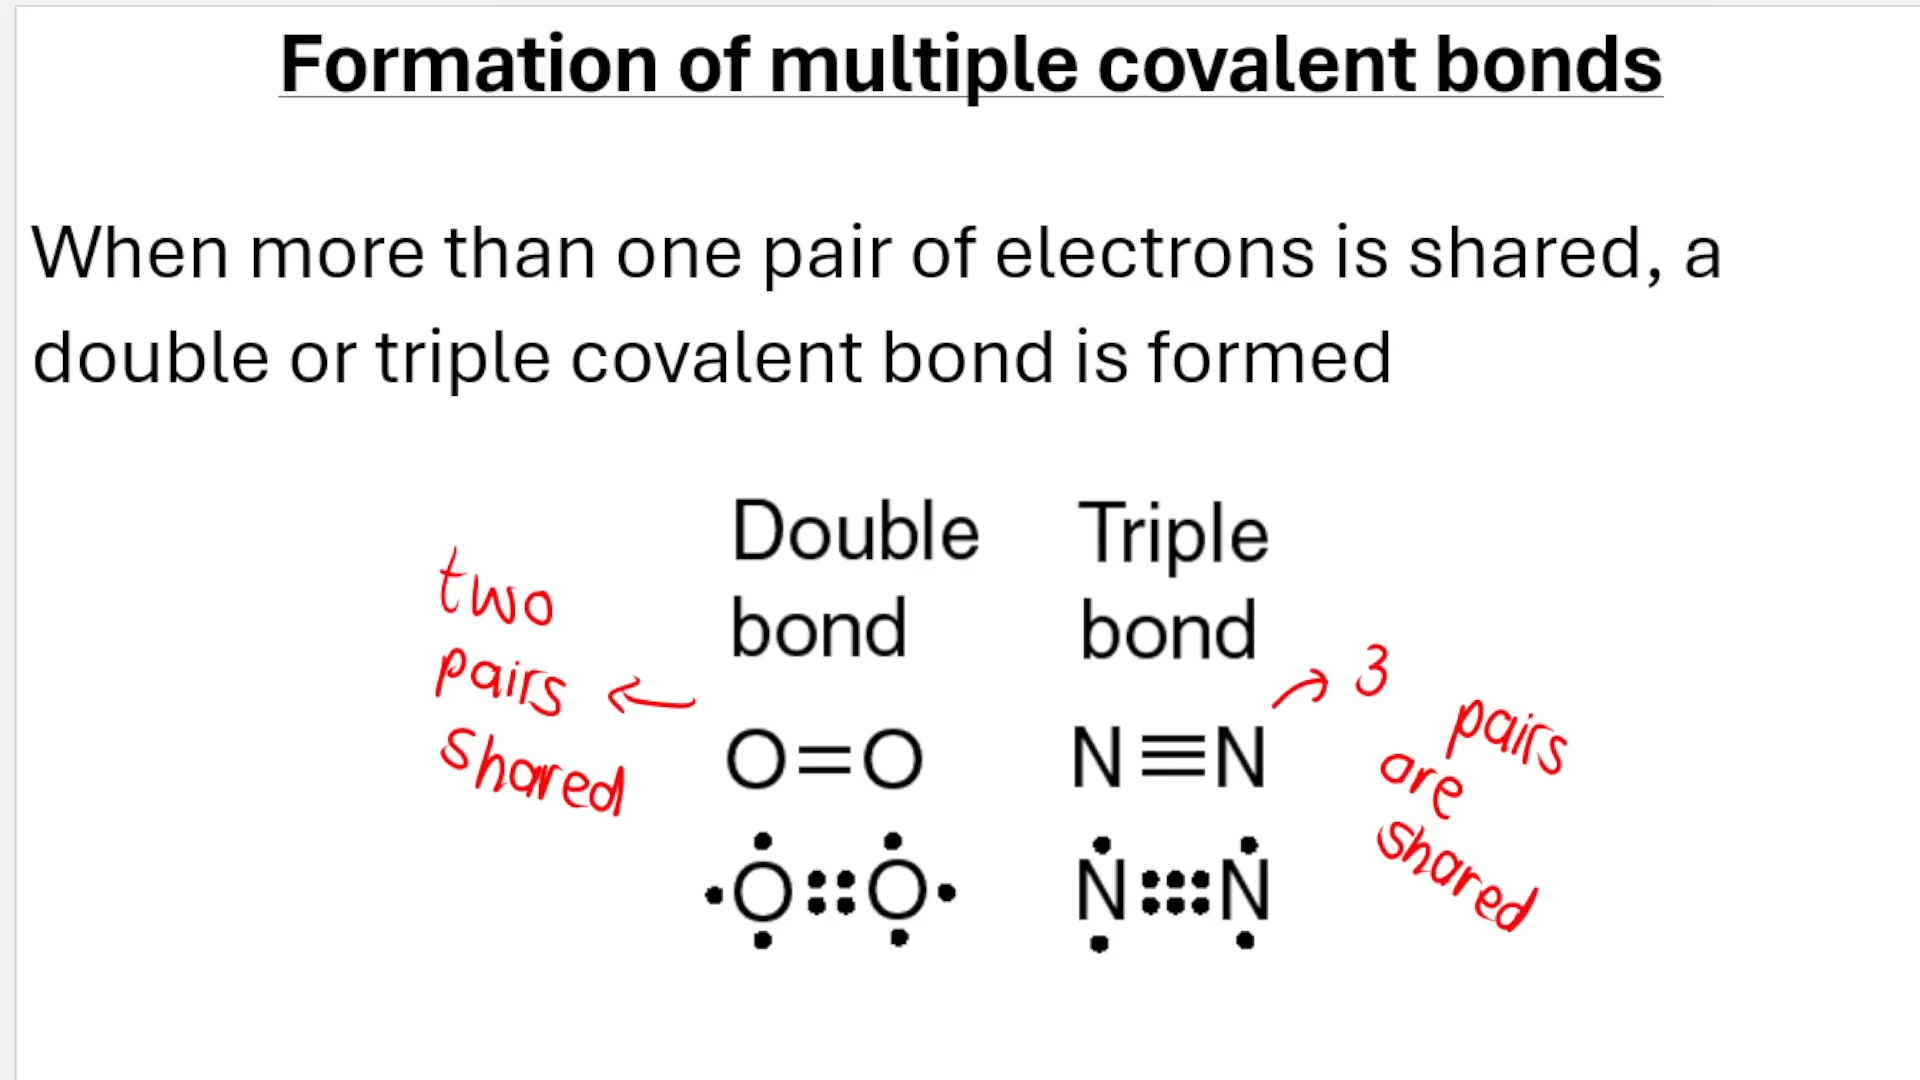 Formation of multiple covalent bonds
When more than one pair of electrons is shared, a
double or triple covalent bond is formed
Double
bond
Triple
bond
two
pairs
shared
3
pairs
are
shared
O=O
N≡N
O::O
N:::N